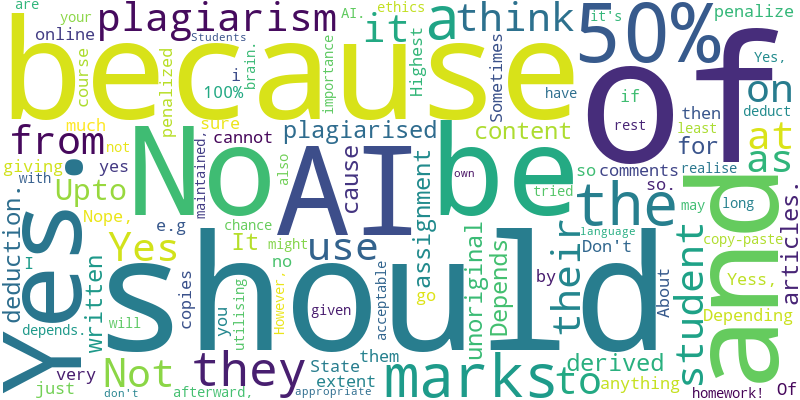 are
your
plagiarism
Students
AI.
ethics
it
a
think
50%
it's
penalize
online
course
because
Highest
Sometimes
of
Yes,
100%
i
brain.
importance
have
if
on
penalized
then
deduct
much
sure
plagiarised
content
rest
least
at
from
not
No
cannot
AI
be
for
as
giving
yes
maintained.
also
cause
own
so
comments
realise
with
Upto
assignment
tried
the
so.
may
long
and
Yes.
deduction.
Nope,
e.g
chance
unoriginal
Depends
their
language
Don't
student
copy-paste
articles.
I
Yes
It
might
use
no
Yess,
written
should
depends.
will
copies
you
utilising
However.
given
acceptable
go
by
About
Depending
Not
they
State
them
marks
to
derived
very
extent
anything
just
don't
afterward,
appropriate
homework!
Of